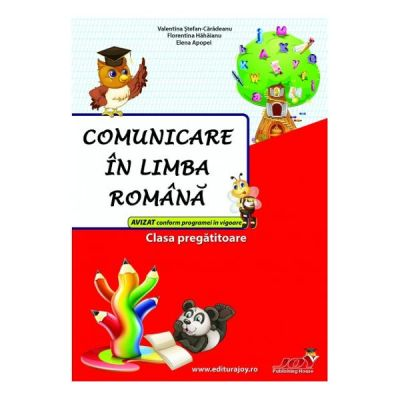 Valentina Ștefan-Cărădeanu
Florentina Hăhăianu
Elena Apopei
COMUNICARE
ÎN LIMBA
ROMÂNĂ
AVIZAT conform programei în vigoare
Clasa pregătitoare
www.editurajoy.ro
JOY
Publishing House